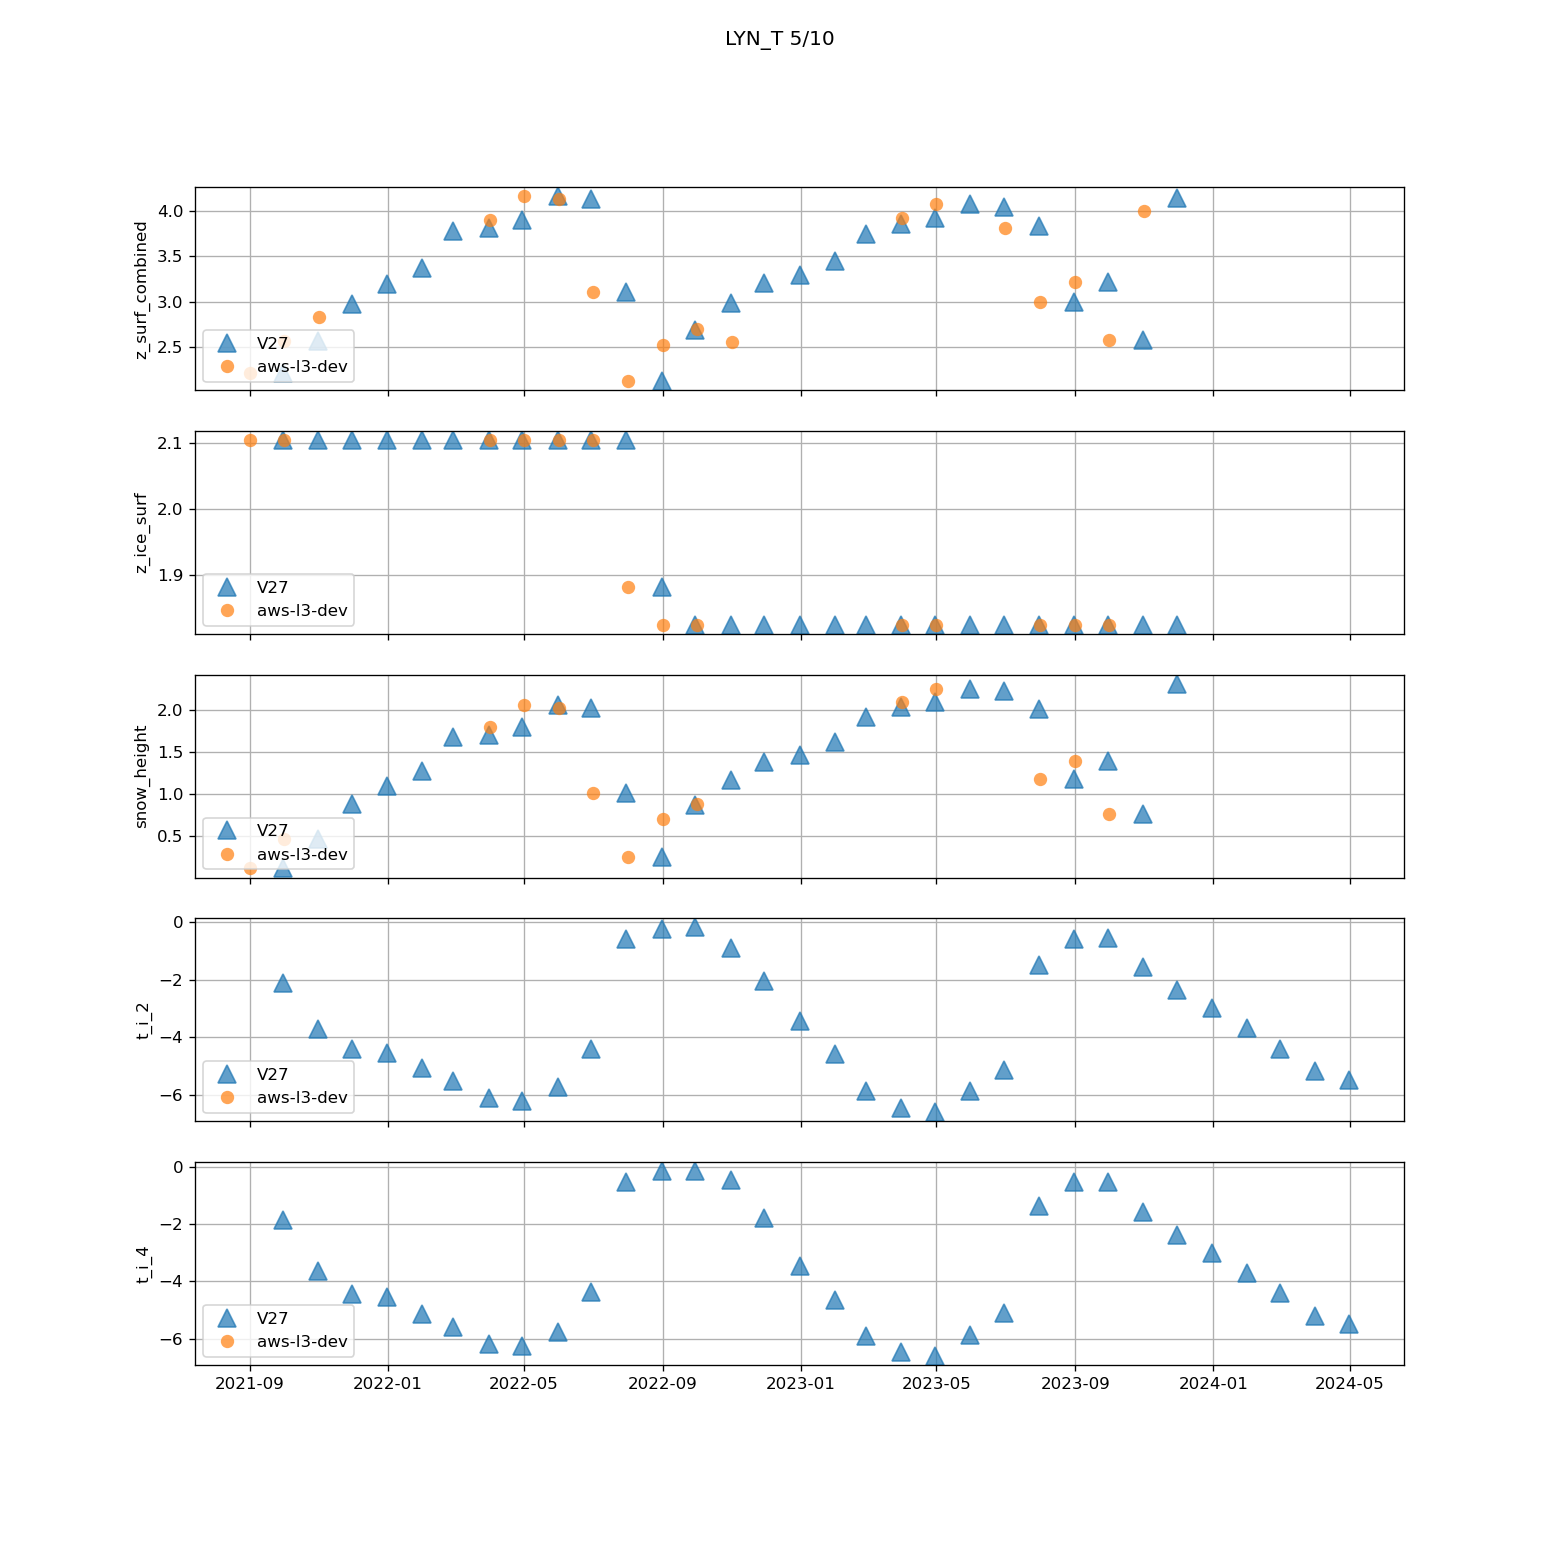 LYN_T 5/10
z_surf_combined
4.0
3.5
3.0
2.5
V27
aws-l3-dev
z_ice_surf
2.1
2.0
1.9
V27
aws-l3-dev
snow_height
2.0
1.5
1.0
0.5
V27
aws-l3-dev
t_i_2
0
−2
−4
−6
V27
aws-l3-dev
t_i_4
0
−2
−4
−6
V27
aws-l3-dev
2021-09 2022-01 2022-05 2022-09 2023-01 2023-05 2023-09 2024-01 2024-05